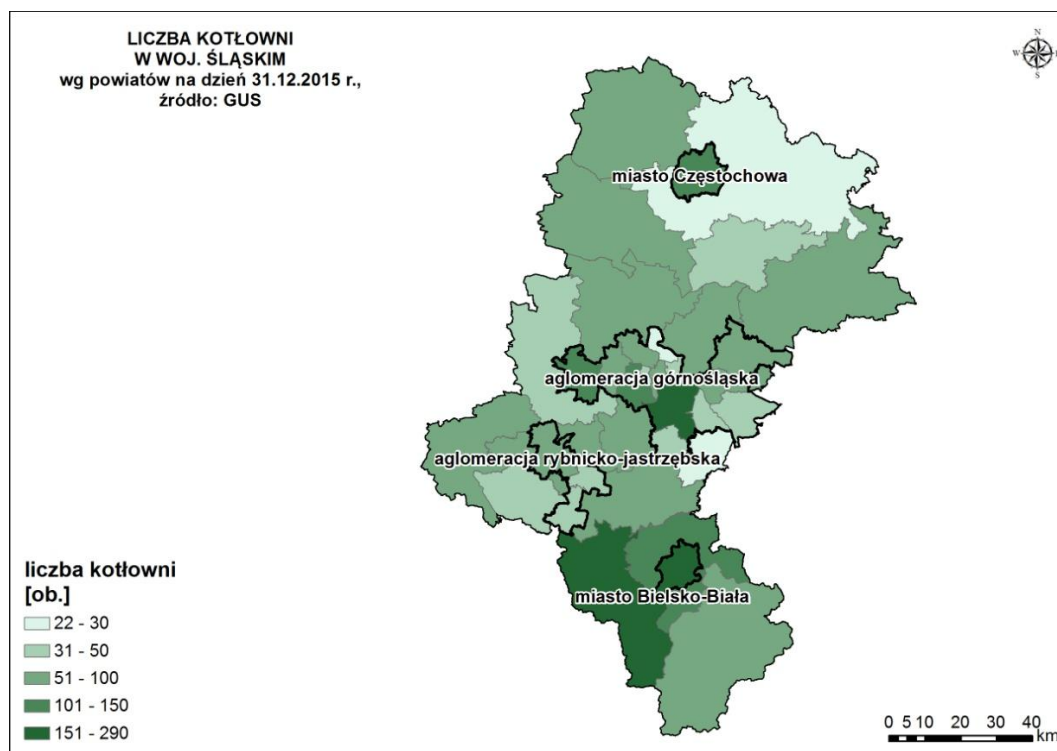 LICZBA KOTŁOWNI
W WOJ. ŚLĄSKIM
wg powiatów na dzień 31.12.2015 r.,
źródło: GUS
N
W
E
S
miasto Częstochowa
aglomeracja górnośląska
aglomeracja rybnicko-jastrzębska
miasto Bielsko-Biała
liczba kotłowni
[ob.]
22 - 30
31 - 50
51 - 100
101 - 150
151 - 290
0 5 10 20 30 40
km